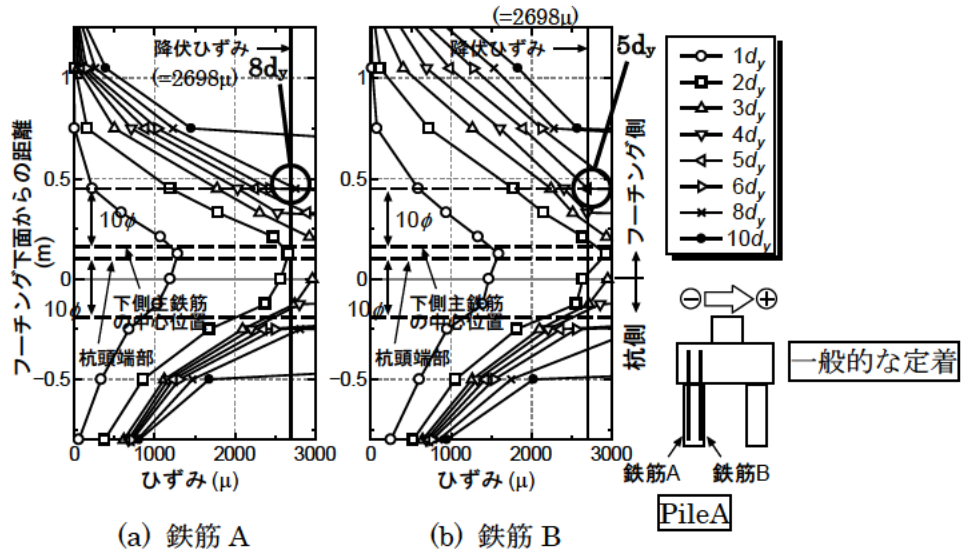 (=2698μ)
降伏ひずみ
(=2698μ)
8dy
フーチング下面からの距離
(m)
1
0.5
0
−0.5
10φ
10φ
下側主鉄筋
の中心位置
杭頭端部
0
1000
2000
3000
ひずみ (μ)
(a) 鉄筋 A
降伏ひずみ
5dy
1
0.5
0
−0.5
10φ
下側主鉄筋
の中心位置
杭頭端部
0
1000
2000
3000
ひずみ (μ)
(b) 鉄筋 B
フーチング側
杭側
1dy
2dy
3dy
4dy
5dy
6dy
8dy
10dy
− +
一般的な定着
鉄筋A
鉄筋B
PileA